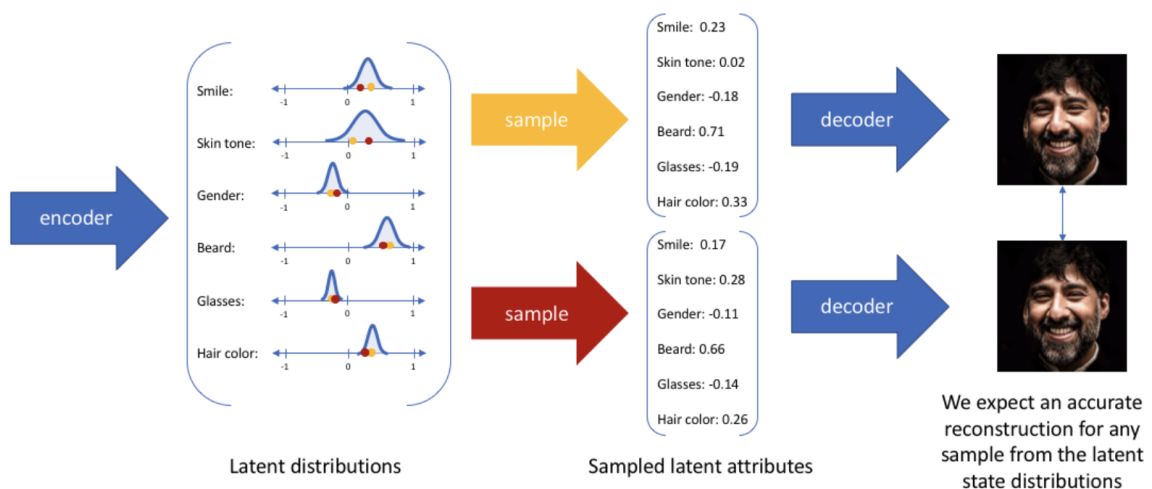 encoder
Smile:
-1 0 1
Skin tone:
-1 0 1
Gender:
-1 0 1
Beard:
-1 0 1
Glasses:
-1 0 1
Hair color:
-1 0 1
Latent distributions
sample
sample
Smile: 0.23
Skin tone: 0.02
Gender: -0.18
Beard: 0.71
Glasses: -0.19
Hair color: 0.33
Smile: 0.17
Skin tone: 0.28
Gender: -0.11
Beard: 0.66
Glasses: -0.14
Hair color: 0.26
Sampled latent attributes
decoder
decoder
We expect an accurate
reconstruction for any
sample from the latent
state distributions